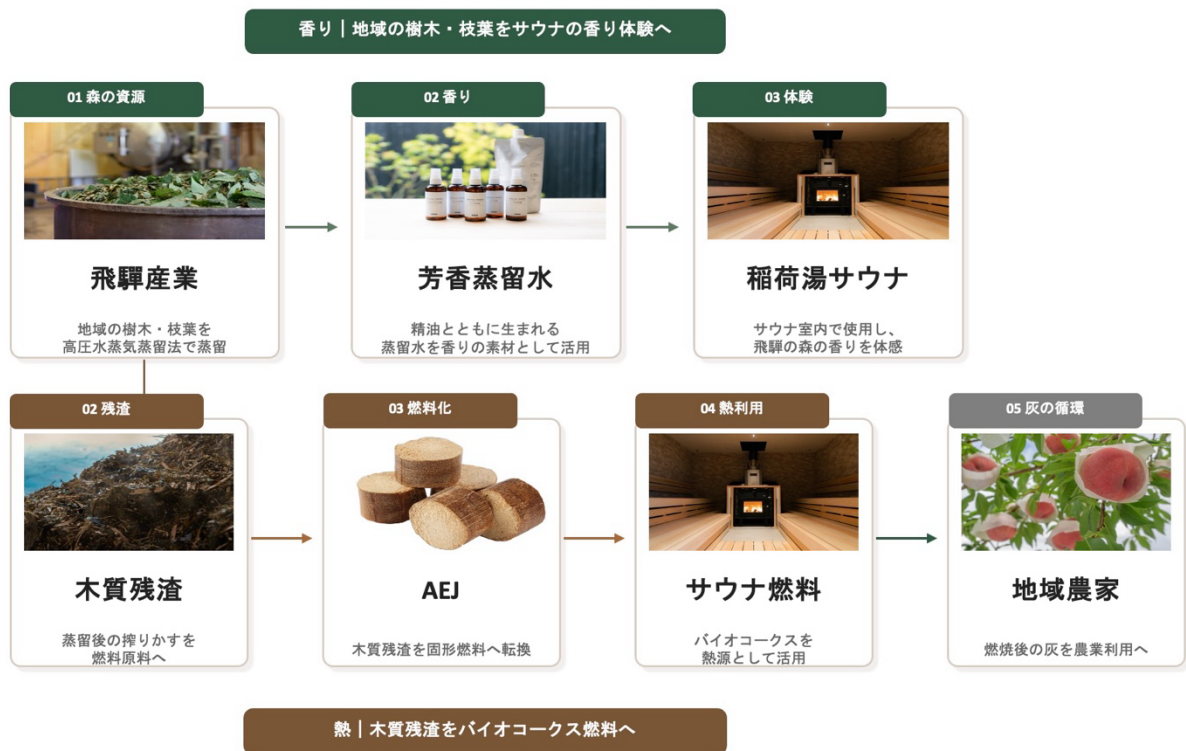 香り｜地域の樹木・枝葉をサウナの香り体験へ
01 森の資源
飛驒産業
地域の樹木・枝葉を
高圧水蒸気蒸留法で蒸留
02 香り
芳香蒸留水
精油とともに生まれる
蒸留水を香りの素材として活用
03 体験
稲荷湯サウナ
サウナ室内で使用し、
飛騨の森の香りを体感
02 残渣
木質残渣
蒸留後の搾りかすを
燃料原料へ
03 燃料化
AEJ
木質残渣を固形燃料へ転換
04 熱利用
サウナ燃料
バイオコークスを
熱源として活用
05 灰の循環
地域農家
燃焼後の灰を農業利用へ
熱｜木質残渣をバイオコークス燃料へ